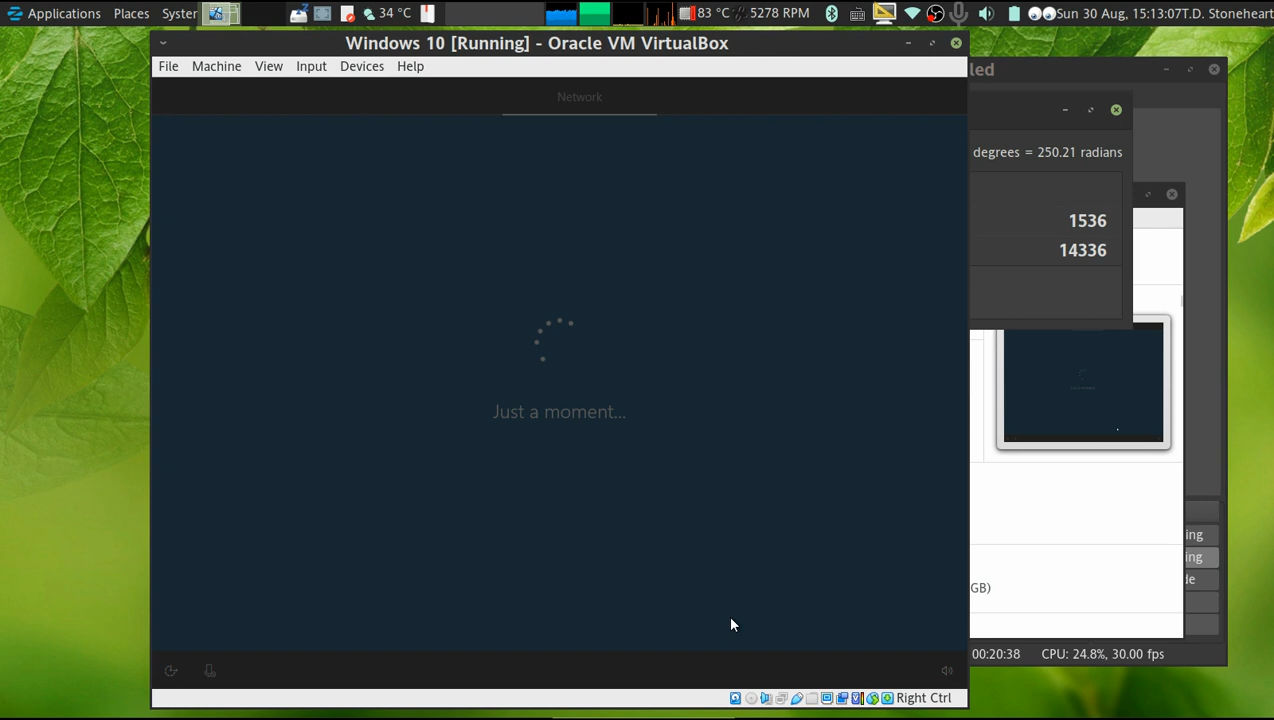 Applications Places System 34 °C 83 °C 5278 RPM Sun 30 Aug, 15:13:07 T.D. Stoneheart
Windows 10 [Running] - Oracle VM VirtualBox
led
File Machine View Input Devices Help
Network
degrees = 250.21 radians
1536
14336
Just a moment...
ing
ing
GB)
de
00:20:38 CPU: 24.8%, 30.00 fps
Right Ctrl